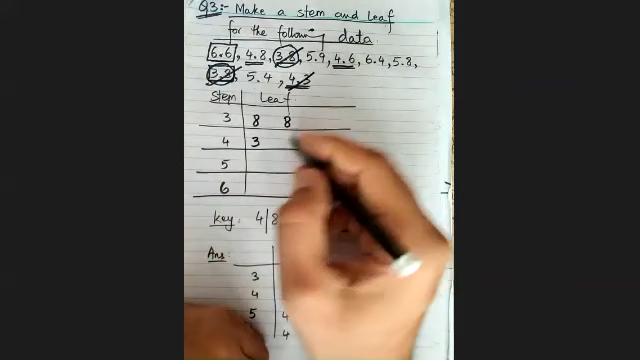 Q3:- Make a stem and leaf
for the following data
6.6, 4.8, 3.8, 5.9, 4.6, 6.4, 5.8,
3.8, 5.4, 4.3
Stem Leaf
3 8 8
4 3
5
6
key: 4|8
Ans:
3
4
5 4
4